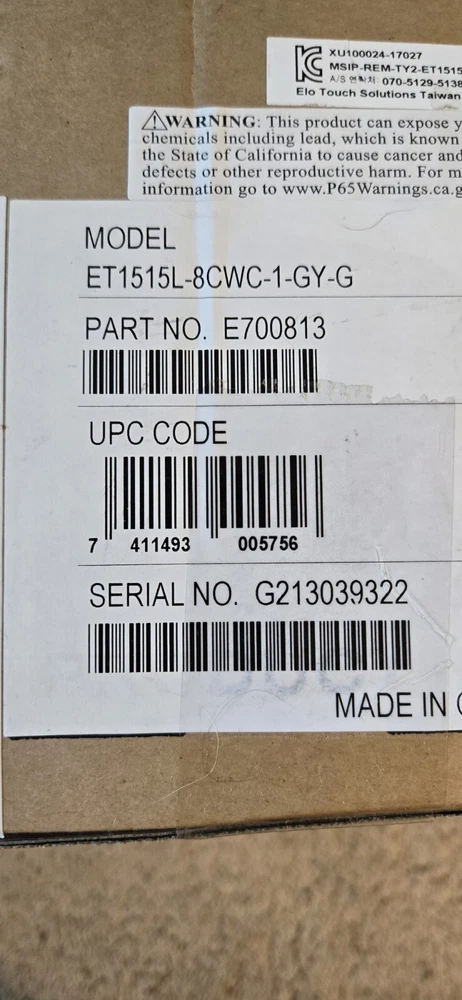 XU100024-17027
MSIP-REM-TY2-ET1515
A/S 연락처: 070-5129-5138
Elo Touch Solutions Taiwan
⚠WARNING: This product can expose y
chemicals including lead, which is known
the State of California to cause cancer and
defects or other reproductive harm. For m
information go to www.P65Warnings.ca.g
MODEL
ET1515L-8CWC-1-GY-G
PART NO. E700813
UPC CODE
7 411493 005756
SERIAL NO. G213039322
MADE IN C